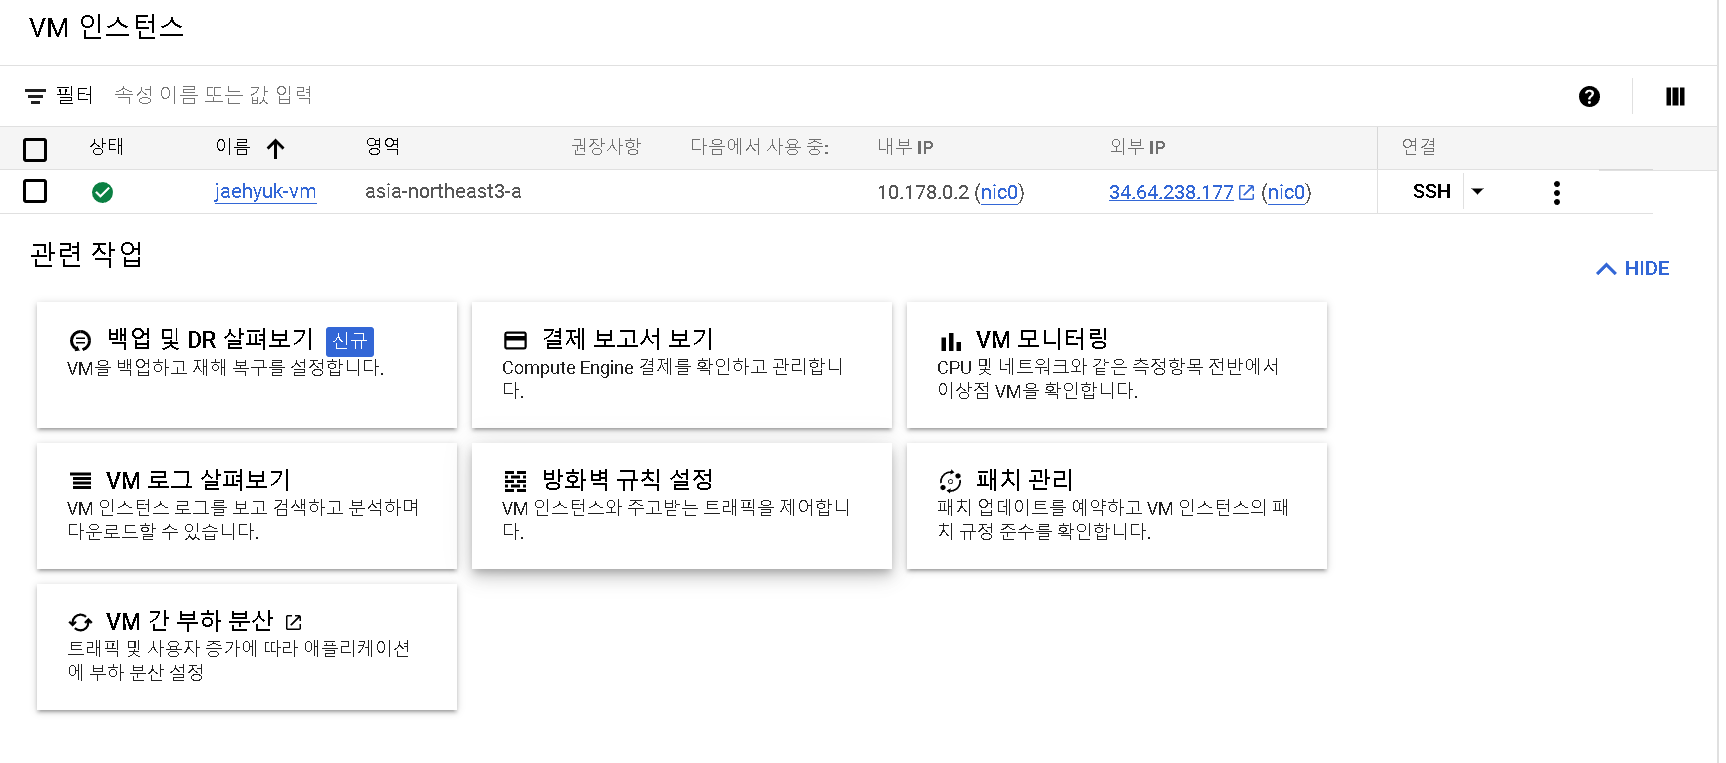 VM 인스턴스
필터 속성 이름 또는 값 입력
상태 이름 영역 권장사항 다음에서 사용 중: 내부 IP 외부 IP 연결
jaehyuk-vm asia-northeast3-a 10.178.0.2 (nic0) 34.64.238.177 (nic0) SSH
관련 작업
HIDE
백업 및 DR 살펴보기 신규
VM을 백업하고 재해 복구를 설정합니다.
결제 보고서 보기
Compute Engine 결제를 확인하고 관리합니
다.
VM 모니터링
CPU 및 네트워크와 같은 측정항목 전반에서
이상점 VM을 확인합니다.
VM 로그 살펴보기
VM 인스턴스 로그를 보고 검색하고 분석하며
다운로드할 수 있습니다.
방화벽 규칙 설정
VM 인스턴스와 주고받는 트래픽을 제어합니
다.
패치 관리
패치 업데이트를 예약하고 VM 인스턴스의 패
치 규정 준수를 확인합니다.
VM 간 부하 분산
트래픽 및 사용자 증가에 따라 애플리케이션
에 부하 분산 설정